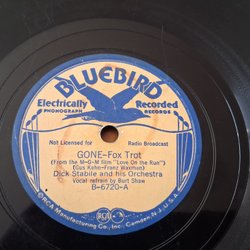 BLUEBIRD
Electrically Recorded
PHONOGRAPH RECORDS
Not Licensed for Radio Broadcast
GONE-Fox Trot
(From the M-G-M film "Love on the Run")
(Gus Kahn-Franz Waxman)
Dick Stabile and his Orchestra
Vocal refrain by Burt Shaw
B-6720-A
RCA Manufacturing Co., Inc. Camden, N.J., U.S.A.